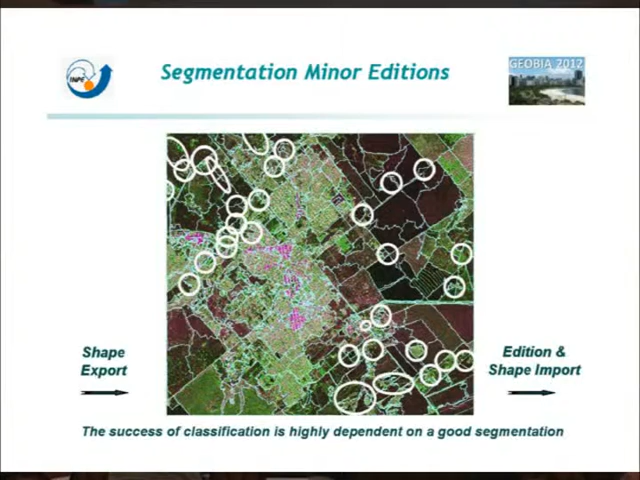 Segmentation Minor Editions
INPE
GEOBIA 2012
Shape
Export
Edition &
Shape Import
The success of classification is highly dependent on a good segmentation